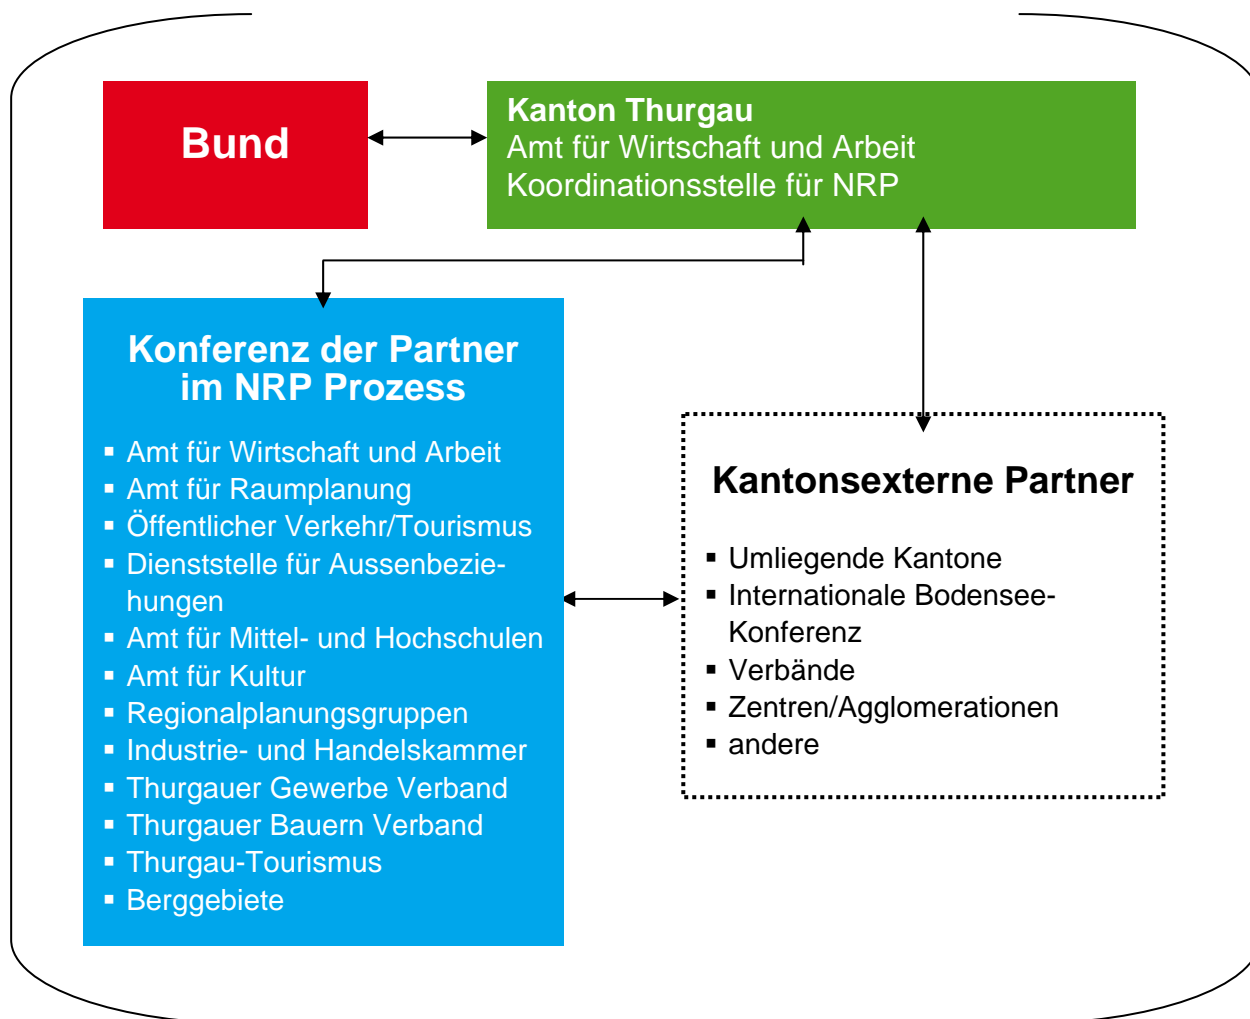 Bund
Kanton Thurgau
Amt für Wirtschaft und Arbeit
Koordinationsstelle für NRP
Konferenz der Partner
im NRP Prozess
▪ Amt für Wirtschaft und Arbeit
▪ Amt für Raumplanung
▪ Öffentlicher Verkehr/Tourismus
▪ Dienststelle für Aussenbezie-
hungen
▪ Amt für Mittel- und Hochschulen
▪ Amt für Kultur
▪ Regionalplanungsgruppen
▪ Industrie- und Handelskammer
▪ Thurgauer Gewerbe Verband
▪ Thurgauer Bauern Verband
▪ Thurgau-Tourismus
▪ Berggebiete
Kantonsexterne Partner
▪ Umliegende Kantone
▪ Internationale Bodensee-
Konferenz
▪ Verbände
▪ Zentren/Agglomerationen
▪ andere